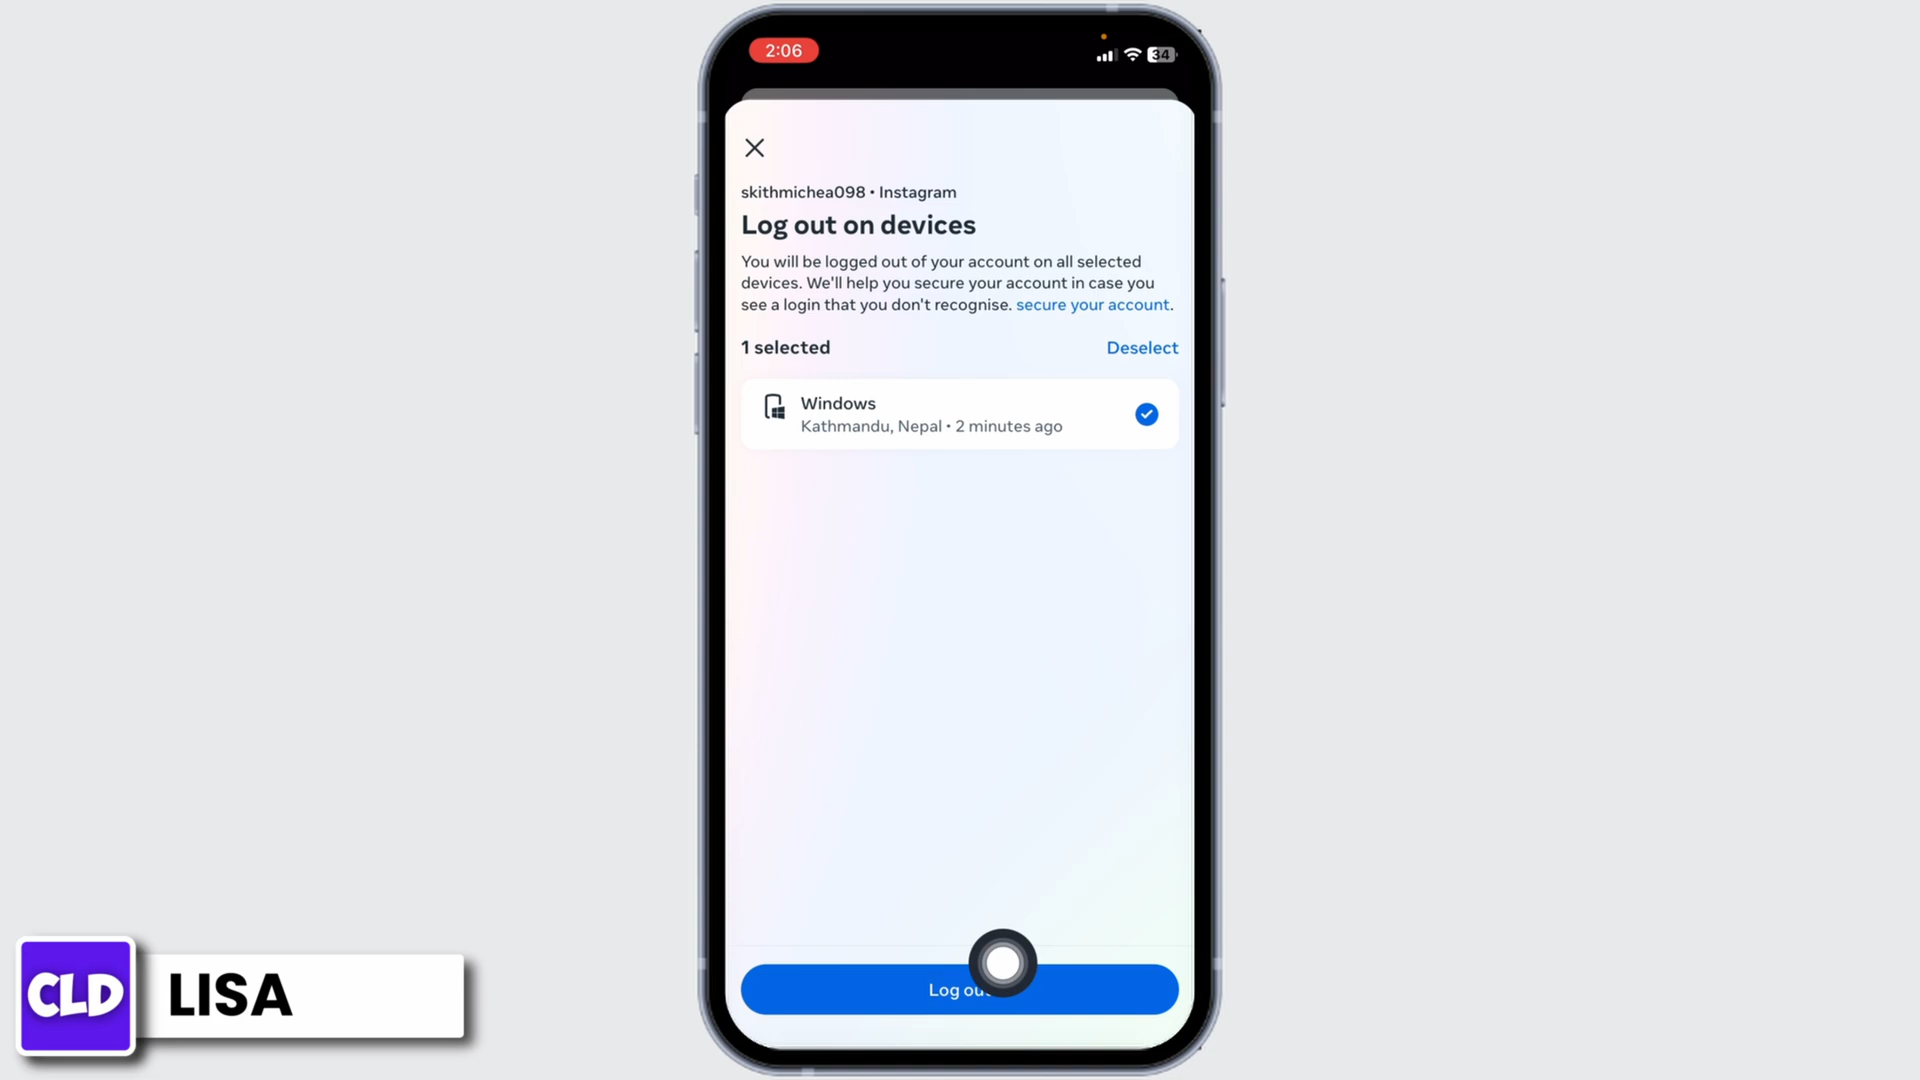 2:06
34
skithmichea098 • Instagram
Log out on devices
You will be logged out of your account on all selected
devices. We'll help you secure your account in case you
see a login that you don't recognise. secure your account.
1 selected
Deselect
Windows
Kathmandu, Nepal • 2 minutes ago
Log out
CLD
LISA